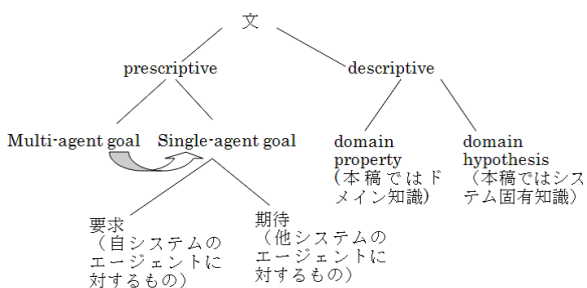 文
prescriptive
descriptive
Multi-agent goal
Single-agent goal
domain
property
(本稿ではド
メイン知識)
domain
hypothesis
（本稿ではシス
テム固有知識）
要求
（自システムの
エージェントに
対するもの）
期待
（他システムの
エージェントに
対するもの）